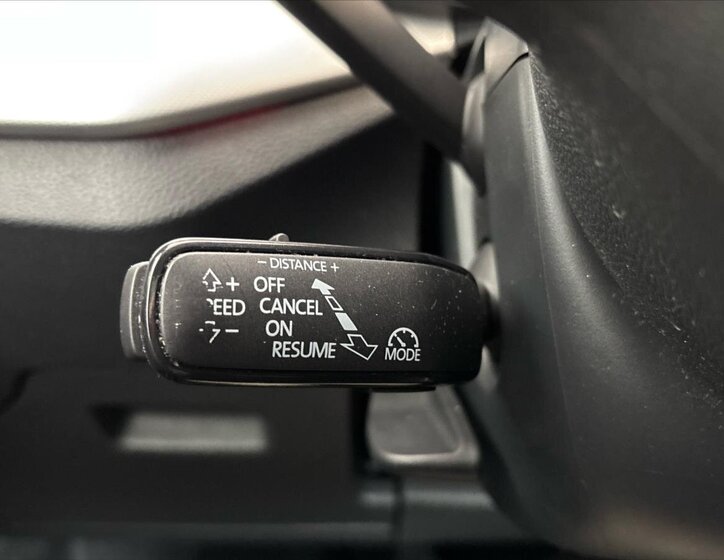 − DISTANCE +
+ OFF
EED CANCEL
− ON
RESUME
MODE